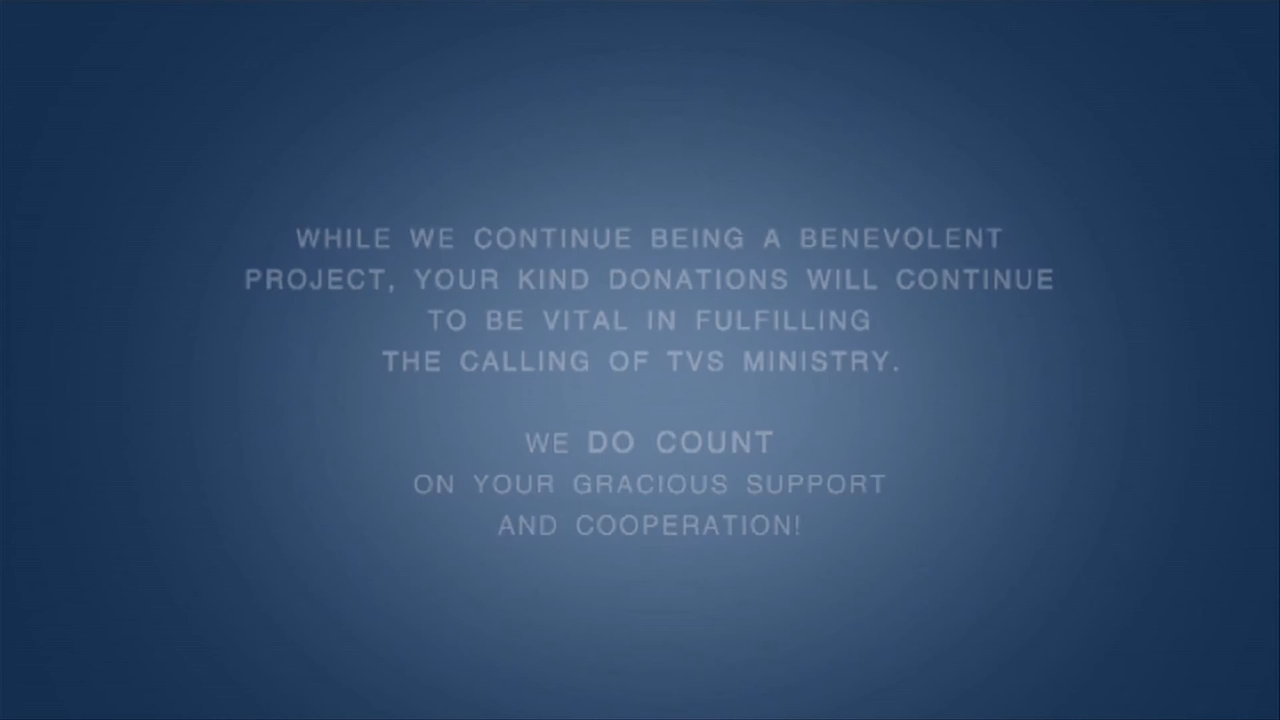 WHILE WE CONTINUE BEING A BENEVOLENT
PROJECT, YOUR KIND DONATIONS WILL CONTINUE
TO BE VITAL IN FULFILLING
THE CALLING OF TVS MINISTRY.
WE DO COUNT
ON YOUR GRACIOUS SUPPORT
AND COOPERATION!